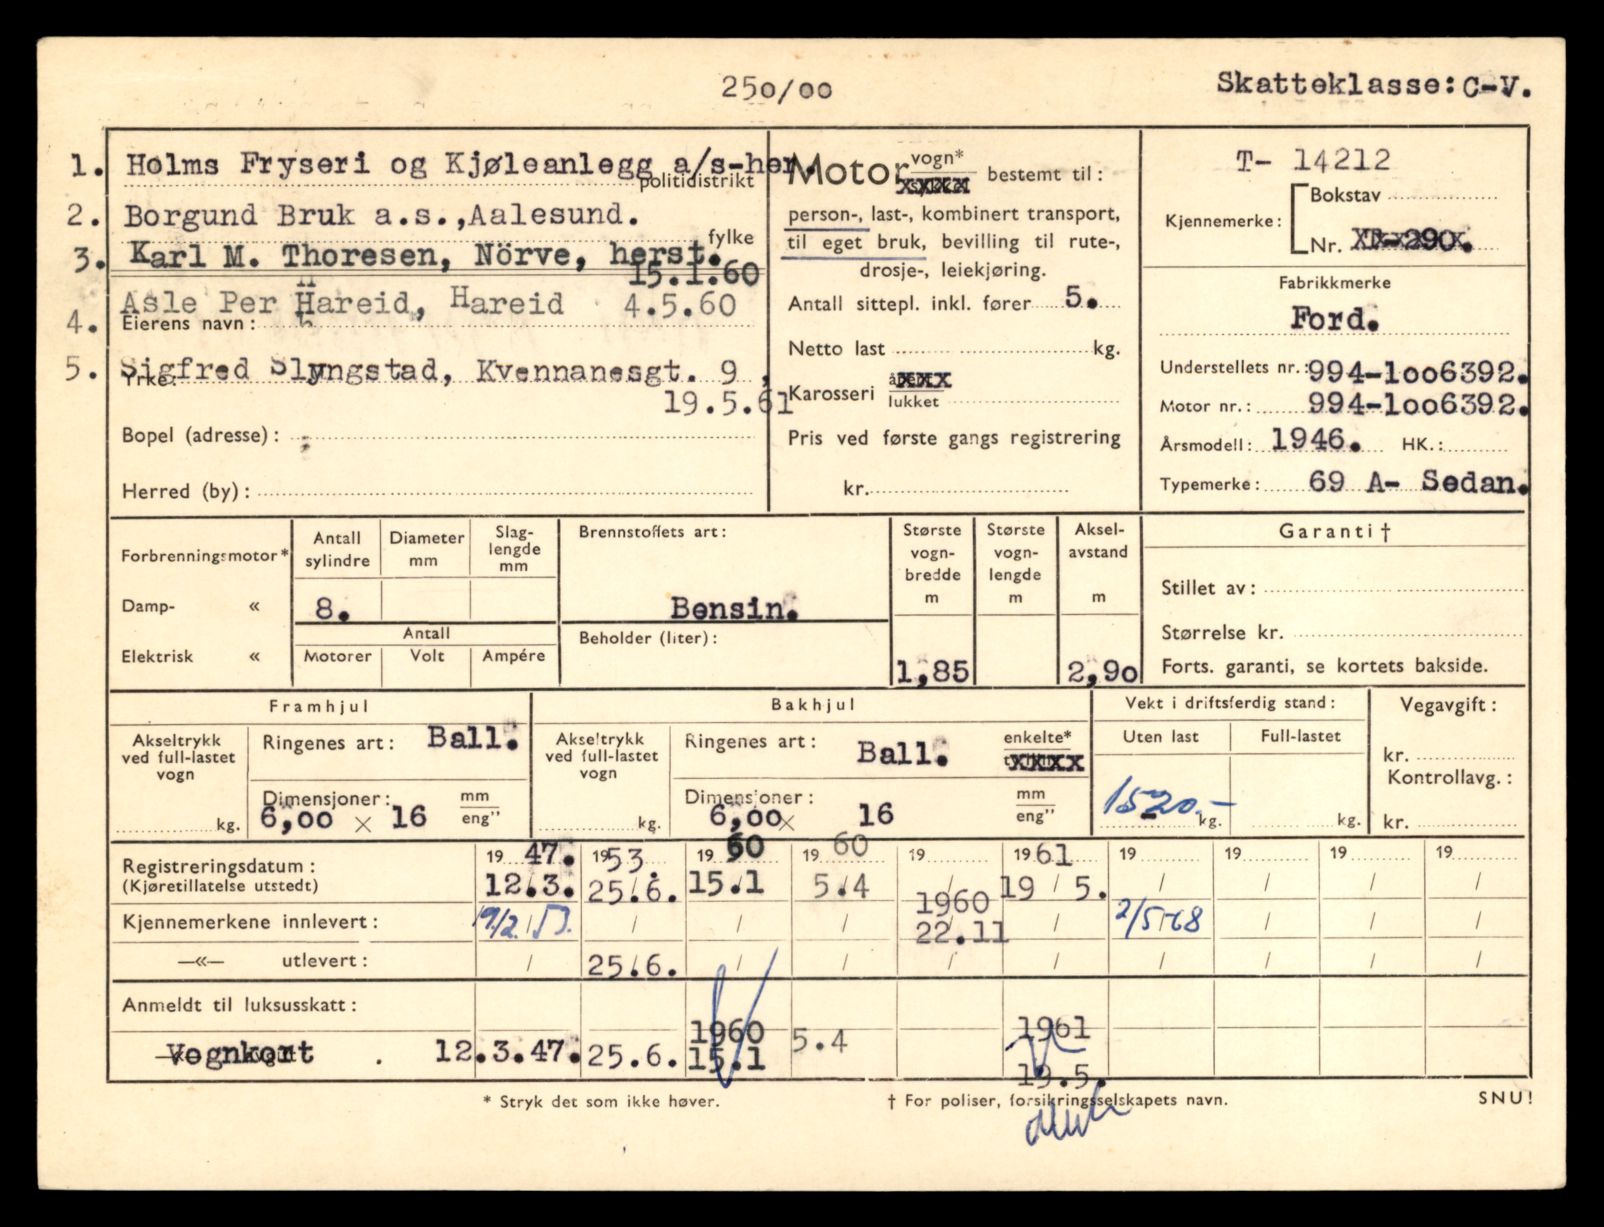 250/00
Skatteklasse: C-V.
1. Holms Fryseri og Kjøleanlegg a/s-her.
politidistrikt
2. Borgund Bruk a.s.,Aalesund.
fylke
3. Karl M. Thoresen, Nörve, herst.
15.1.60
4. Asle Per Hareid, Hareid 4.5.60
Eierens navn:
5. Sigfred Slyngstad, Kvennanesgt. 9 ,
Yrke:
19.5.61
Bopel (adresse):
Herred (by):
Motor vogn* bestemt til:
person-, last-, kombinert transport,
til eget bruk, bevilling til rute-,
drosje-, leiekjøring.
Antall sittepl. inkl. fører 5.
Netto last kg.
Karosseri åpent XXX
lukket
Pris ved første gangs registrering
kr.
T- 14212
Kjennemerke: Bokstav
Nr. XT-290.
Fabrikkmerke
Ford.
Understellets nr.: 994-1006392.
Motor nr.: 994-1006392.
Årsmodell: 1946. HK.:
Typemerke: 69 A- Sedan.
Forbrenningsmotor*
Damp- «
Elektrisk «
Antall sylindre
8.
Diameter mm
Slag-lengde mm
Antall
Motorer Volt Ampére
Brennstoffets art:
Bensin.
Beholder (liter):
Største vogn-bredde m
1,85
Største vogn-lengde m
Aksel-avstand m
2,90
Garanti †
Stillet av:
Størrelse kr.
Forts. garanti, se kortets bakside.
Framhjul
Akseltrykk ved full-lastet vogn
kg.
Ringenes art: Ball.
Dimensjoner: mm
6,00 x 16 eng"
Bakhjul
Akseltrykk ved full-lastet vogn
kg.
Ringenes art: Ball. enkelte*
XXXX
Dimensjoner: mm
6,00 x 16 eng"
Vekt i driftsferdig stand:
Uten last Full-lastet
1520.- kg. kg.
Vegavgift:
kr.
Kontrollavg.:
kr.
Registreringsdatum: 19 47. 1953. 19 60 19 60 19 1961 19 19 19 19
(Kjøretillatelse utstedt) 12.3. 25.6. 15.1 5.4 / 19 / 5. / / / /
Kjennemerkene innlevert: 19/2 53. / / / 1960 22.11 / 2/5-68 / / /
—«— utlevert: / 25.6. / / / / / / / /
Anmeldt til luksusskatt:
Vognkort . 12.3.47. 25.6. 1960 15.1 5.4 1961 19.5.
* Stryk det som ikke høver.
† For poliser, forsikringsselskapets navn.
SNU!